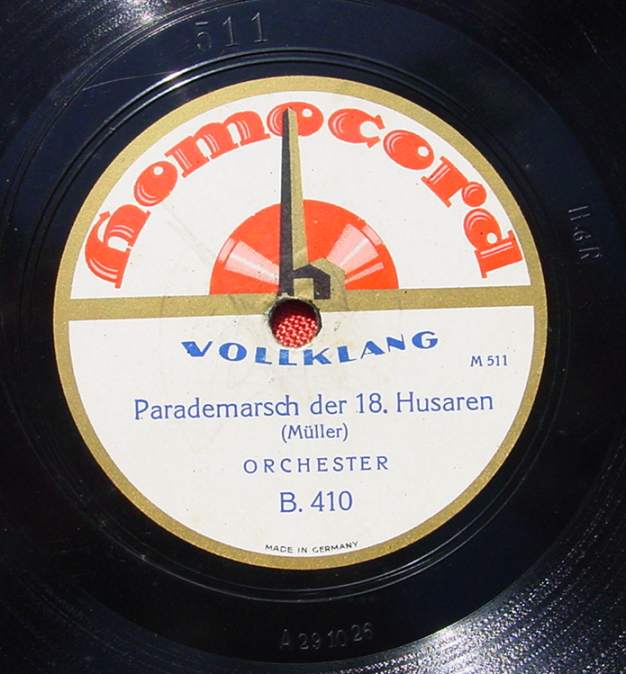 511
homocord
VOLLKLANG
M 511
Parademarsch der 18. Husaren
(Müller)
ORCHESTER
B. 410
MADE IN GERMANY
A 29 10 26